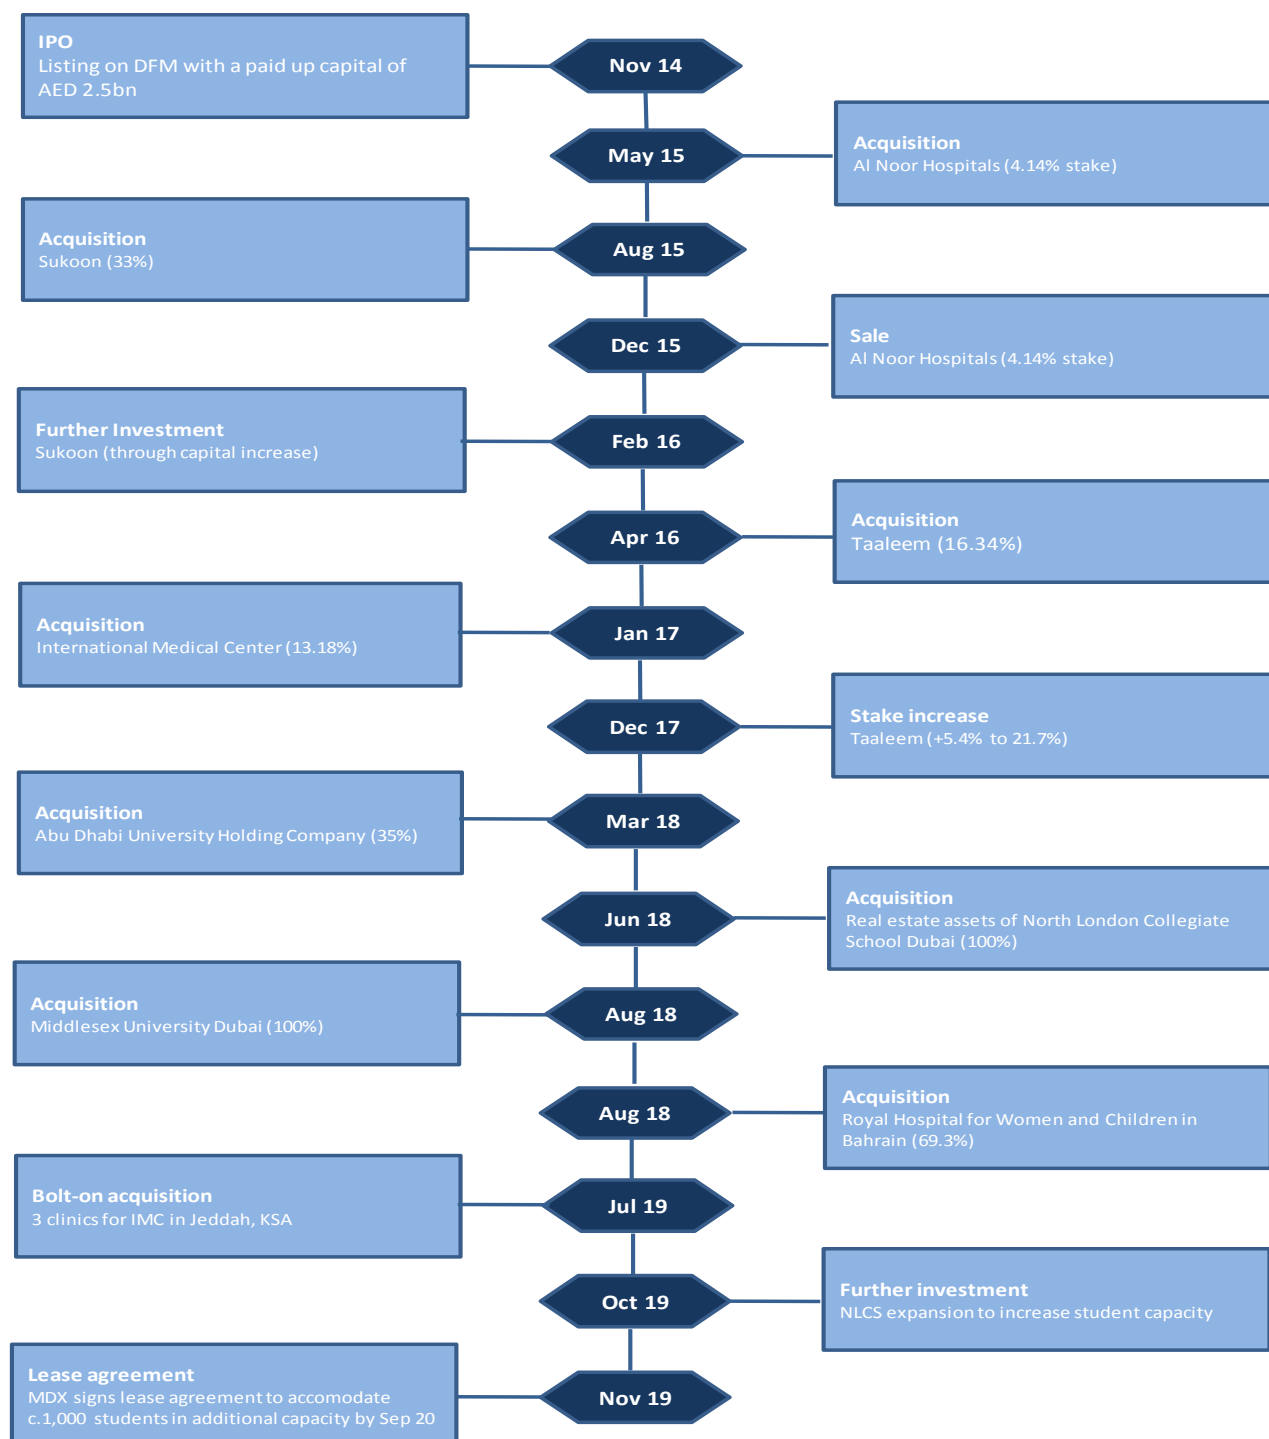 IPO
Listing on DFM with a paid up capital of
AED 2.5bn
Nov 14
May 15
Acquisition
Al Noor Hospitals (4.14% stake)
Acquisition
Sukoon (33%)
Aug 15
Dec 15
Sale
Al Noor Hospitals (4.14% stake)
Further Investment
Sukoon (through capital increase)
Feb 16
Apr 16
Acquisition
Taaleem (16.34%)
Acquisition
International Medical Center (13.18%)
Jan 17
Dec 17
Stake increase
Taaleem (+5.4% to 21.7%)
Acquisition
Abu Dhabi University Holding Company (35%)
Mar 18
Jun 18
Acquisition
Real estate assets of North London Collegiate
School Dubai (100%)
Acquisition
Middlesex University Dubai (100%)
Aug 18
Aug 18
Acquisition
Royal Hospital for Women and Children in
Bahrain (69.3%)
Bolt-on acquisition
3 clinics for IMC in Jeddah, KSA
Jul 19
Oct 19
Further investment
NLCS expansion to increase student capacity
Lease agreement
MDX signs lease agreement to accomodate
c.1,000 students in additional capacity by Sep 20
Nov 19